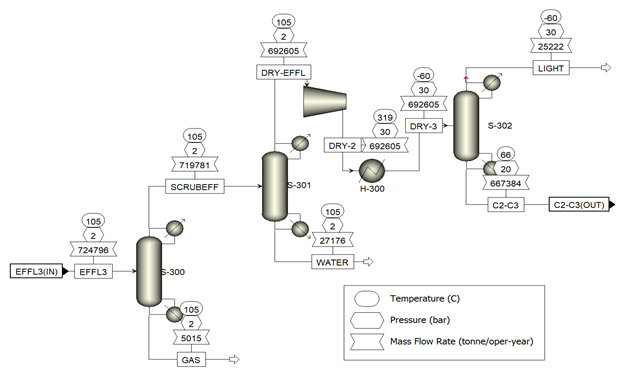 105
2
692605
DRY-EFFL
-60
30
25222
LIGHT
-60
30
692605
DRY-3
S-302
319
30
692605
DRY-2
H-300
105
2
719781
SCRUBEFF
S-301
66
20
667384
C2-C3
C2-C3(OUT)
105
2
27176
WATER
105
2
724796
EFFL3(IN)
EFFL3
S-300
105
2
5015
GAS
Temperature (C)
Pressure (bar)
Mass Flow Rate (tonne/oper-year)